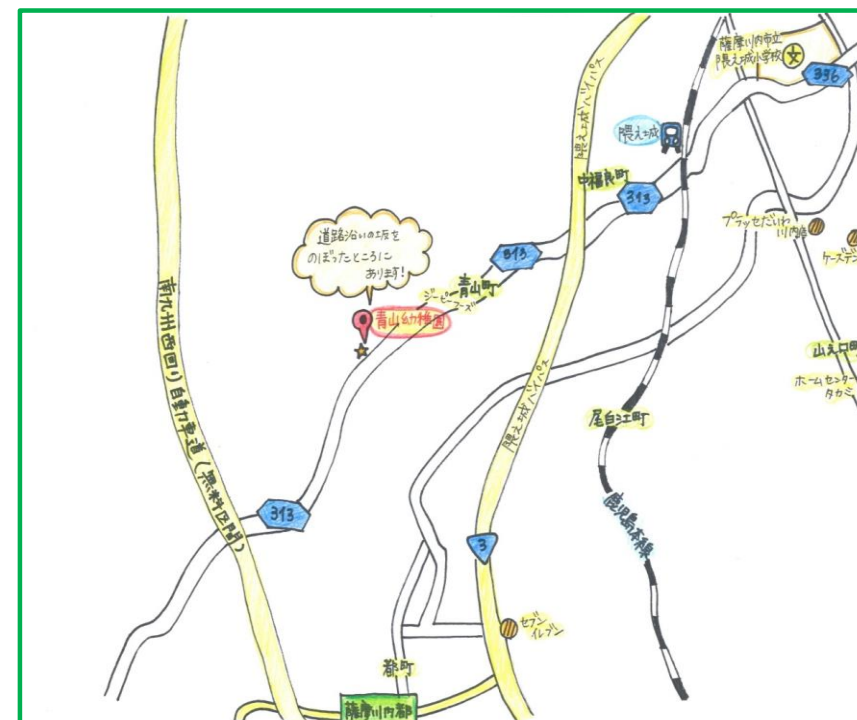 薩摩川内市立
隈之城小学校
文
336
隈之城バイパス
隈之城
中福良町
313
プラッセだいわ
川内店
ケーズデン
道路沿いの坂を
のぼったところに
あります!
313
青山町
ジーピーフーズ
青山幼稚園
南九州西回り自動車道(無料区間)
山之口町
ホームセンター
タカミ
隈之城バイパス
尾白江町
鹿児島本線
313
3
セブン
イレブン
都町
薩摩川内都